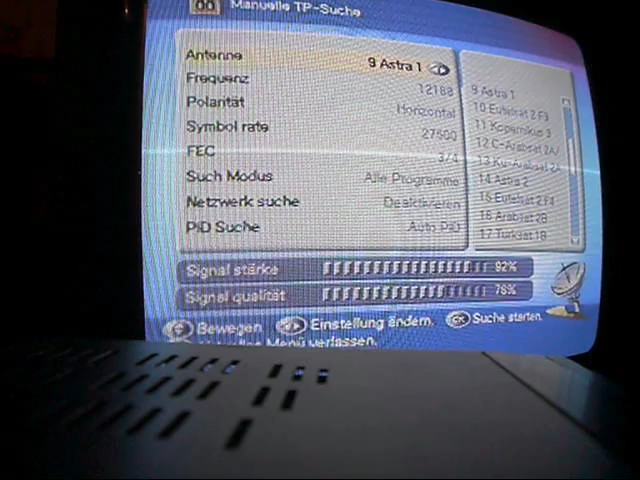 Manuelle TP-Suche
Antenne 9 Astra 1
Frequenz 12188
Polarität Horizontal
Symbol rate 27500
FEC 3/4
Such Modus Alle Programme
Netzwerk suche Deaktivieren
PID Suche Auto PID
9 Astra 1
10 Eutelsat 2 F3
11 Kopernikus 3
12 C-Arabsat 2A/
13 Ku-Arabsat 2A
14 Astra 2
15 Eutelsat 2 F4
16 Arabsat 2B
17 Turksat 1B
Signal stärke 92%
Signal qualität 78%
Bewegen Einstellung ändern. OK Suche starten.
Menü verlassen.